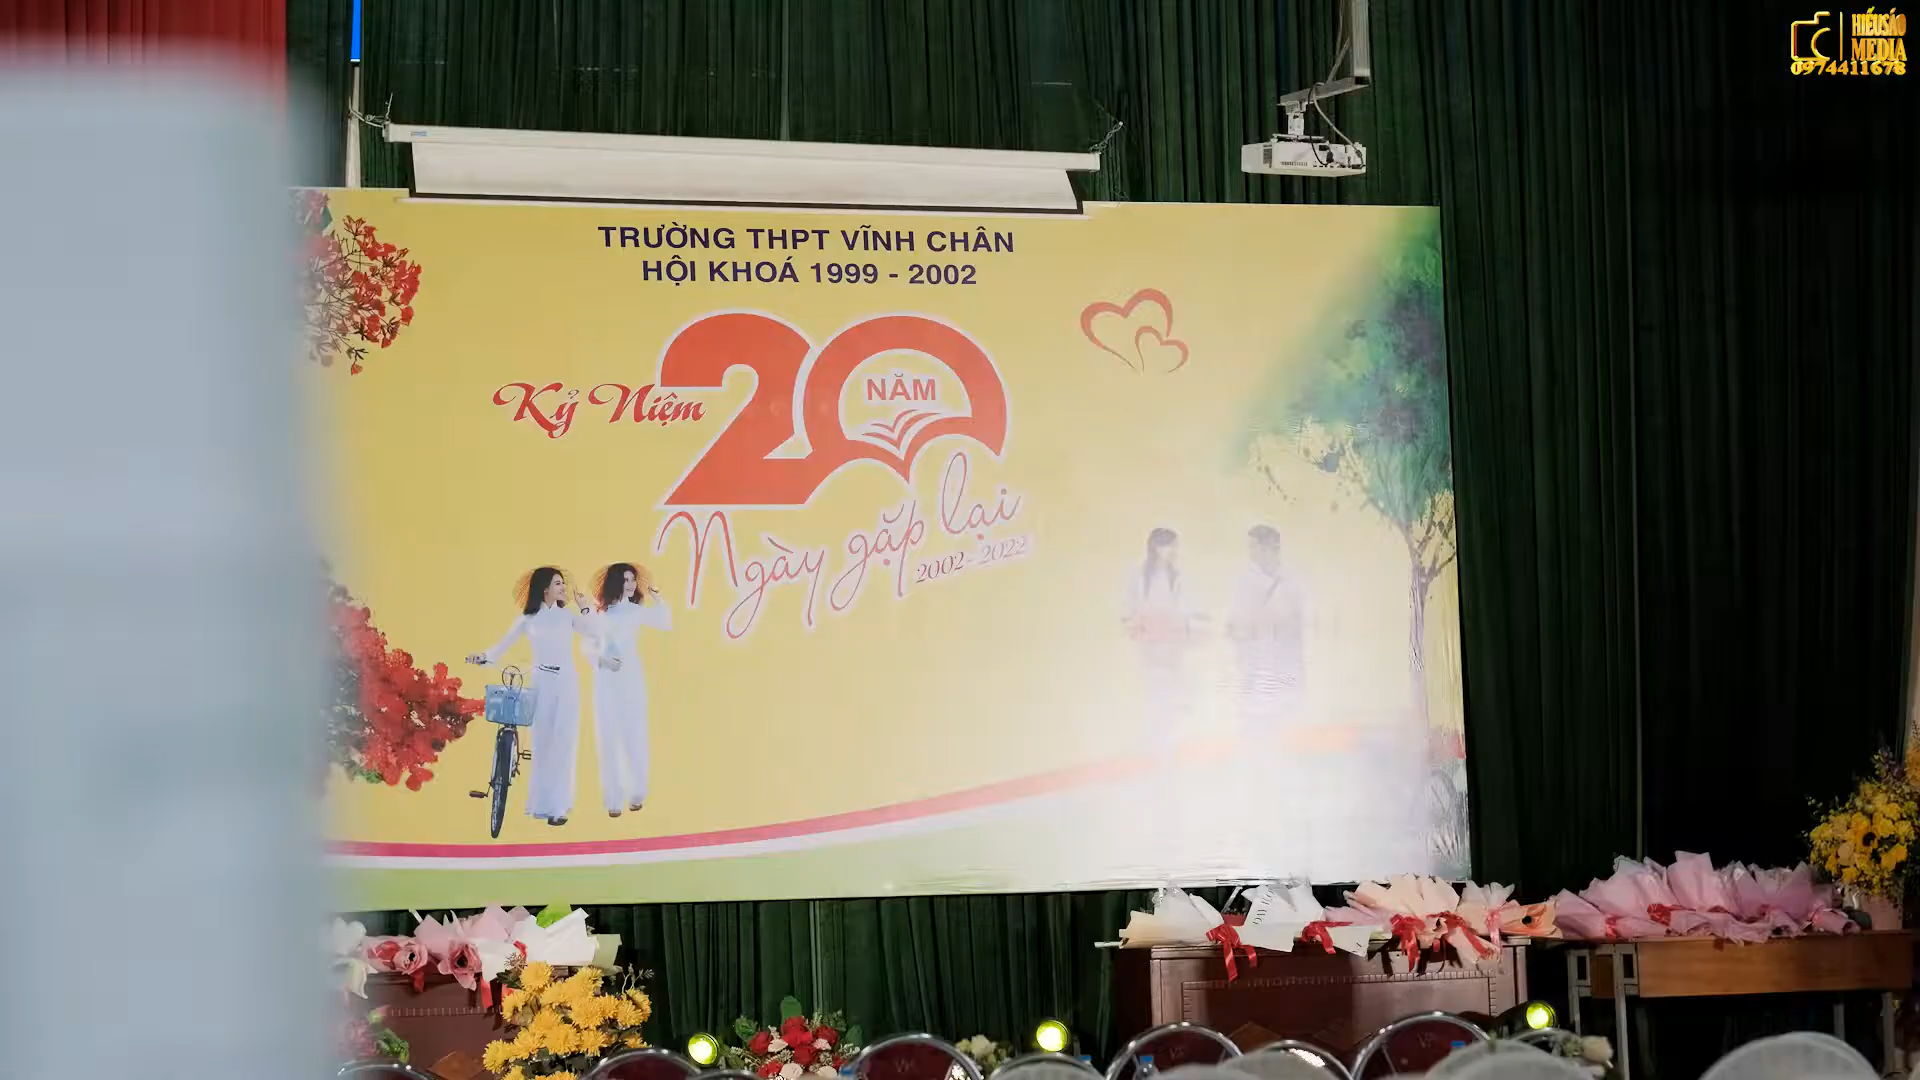 HIẾUSÁO
MEDIA
0974411678
TRƯỜNG THPT VĨNH CHÂN
HỘI KHOÁ 1999 - 2002
Kỷ Niệm 20 NĂM
Ngày gặp lại
2002 - 2022